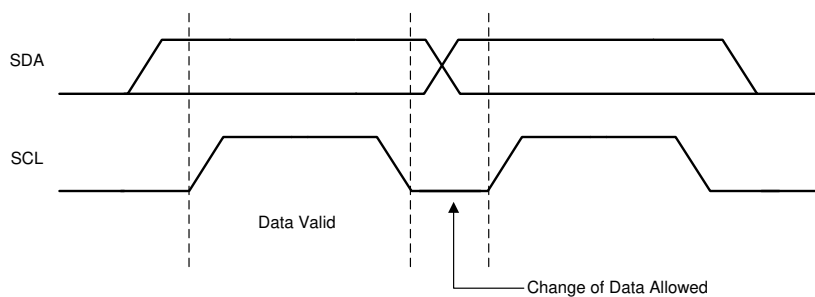 SDA
SCL
Data Valid
Change of Data Allowed